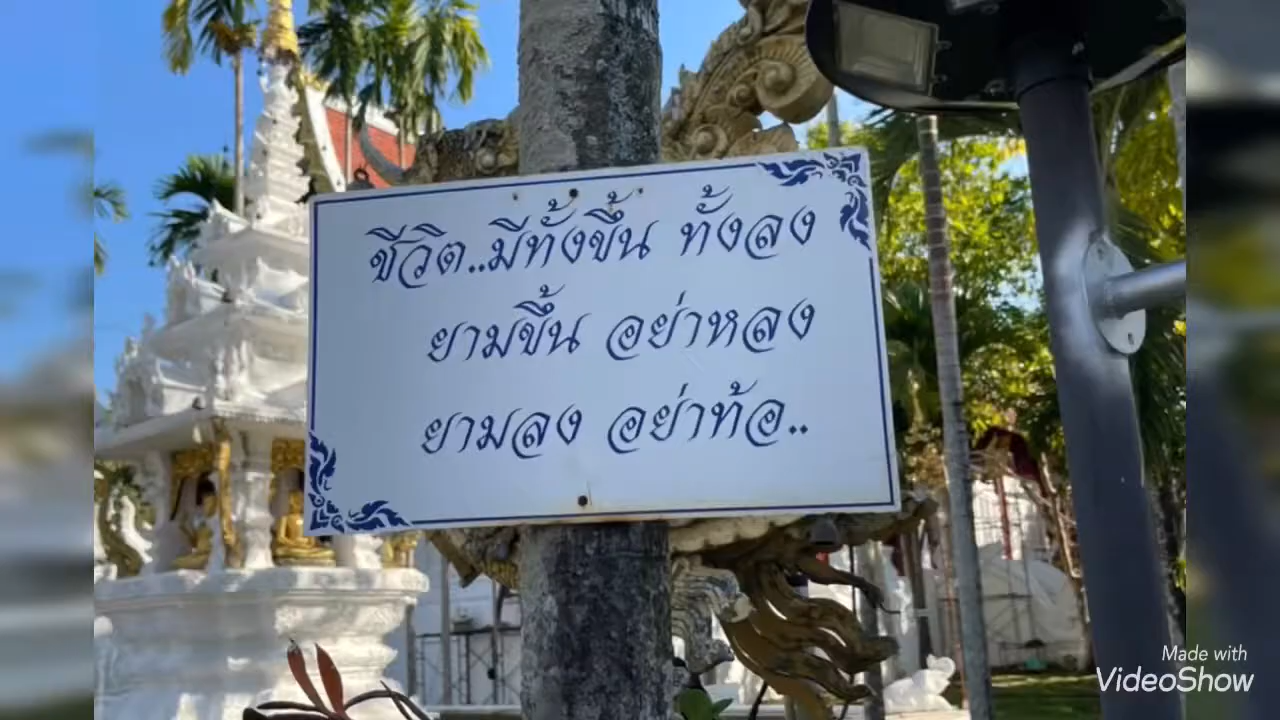 ชีวิต..มีทั้งขึ้น ทั้งลง
ยามขึ้น อย่าหลง
ยามลง อย่าท้อ..
Made with
VideoShow